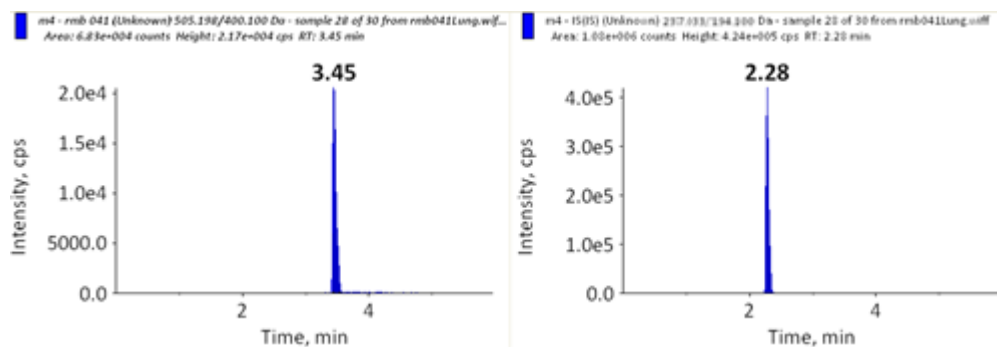 m4 - rmb 041 (Unknown) 505.198/400.100 Da - sample 28 of 30 from rmb041Lung.wif...
Area: 6.83e+004 counts Height: 2.17e+004 cps RT: 3.45 min
3.45
2.0e4
1.5e4
1.0e4
5000.0
0.0
Intensity, cps
2
4
Time, min
m4 - IS(IS) (Unknown) 237.033/194.100 Da - sample 28 of 30 from rmb041Lung.wiff
Area: 1.08e+006 counts Height: 4.24e+005 cps RT: 2.28 min
2.28
4.0e5
3.0e5
2.0e5
1.0e5
0.0
Intensity, cps
2
4
Time, min